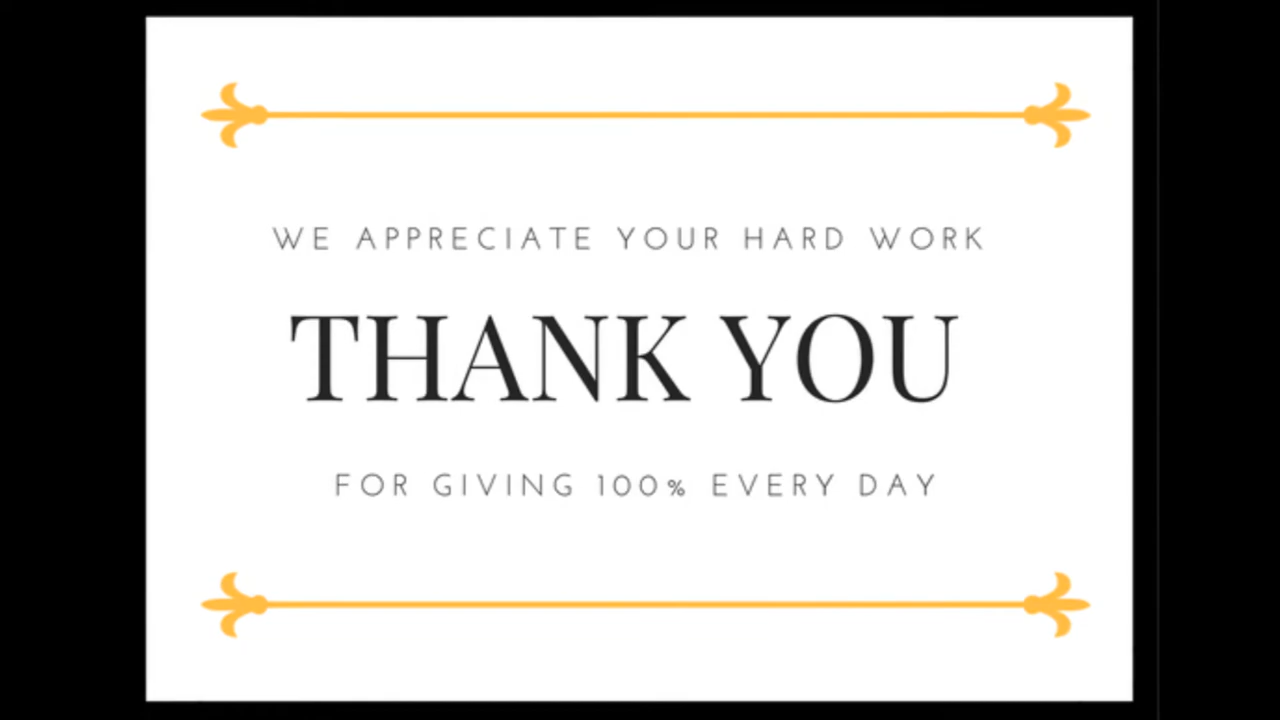 WE APPRECIATE YOUR HARD WORK
THANK YOU
FOR GIVING 100% EVERY DAY